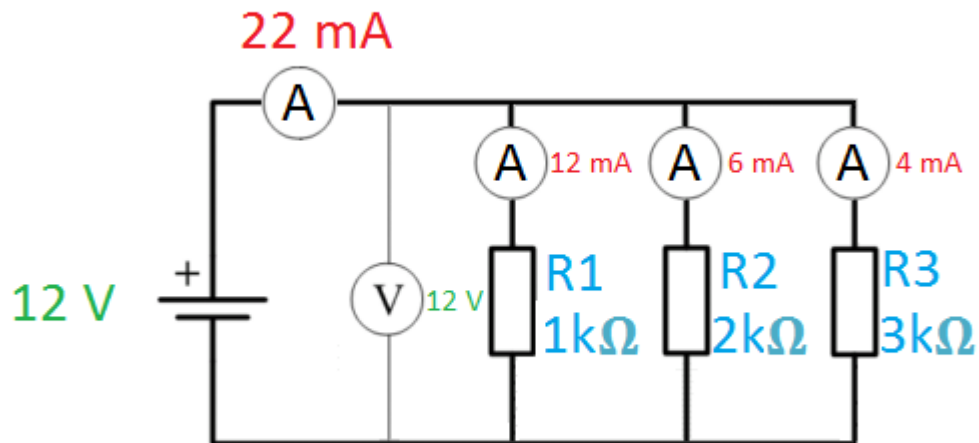 22 mA
A
A 12 mA A 6 mA A 4 mA
+
12 V V 12 V R1 R2 R3
1kΩ 2kΩ 3kΩ